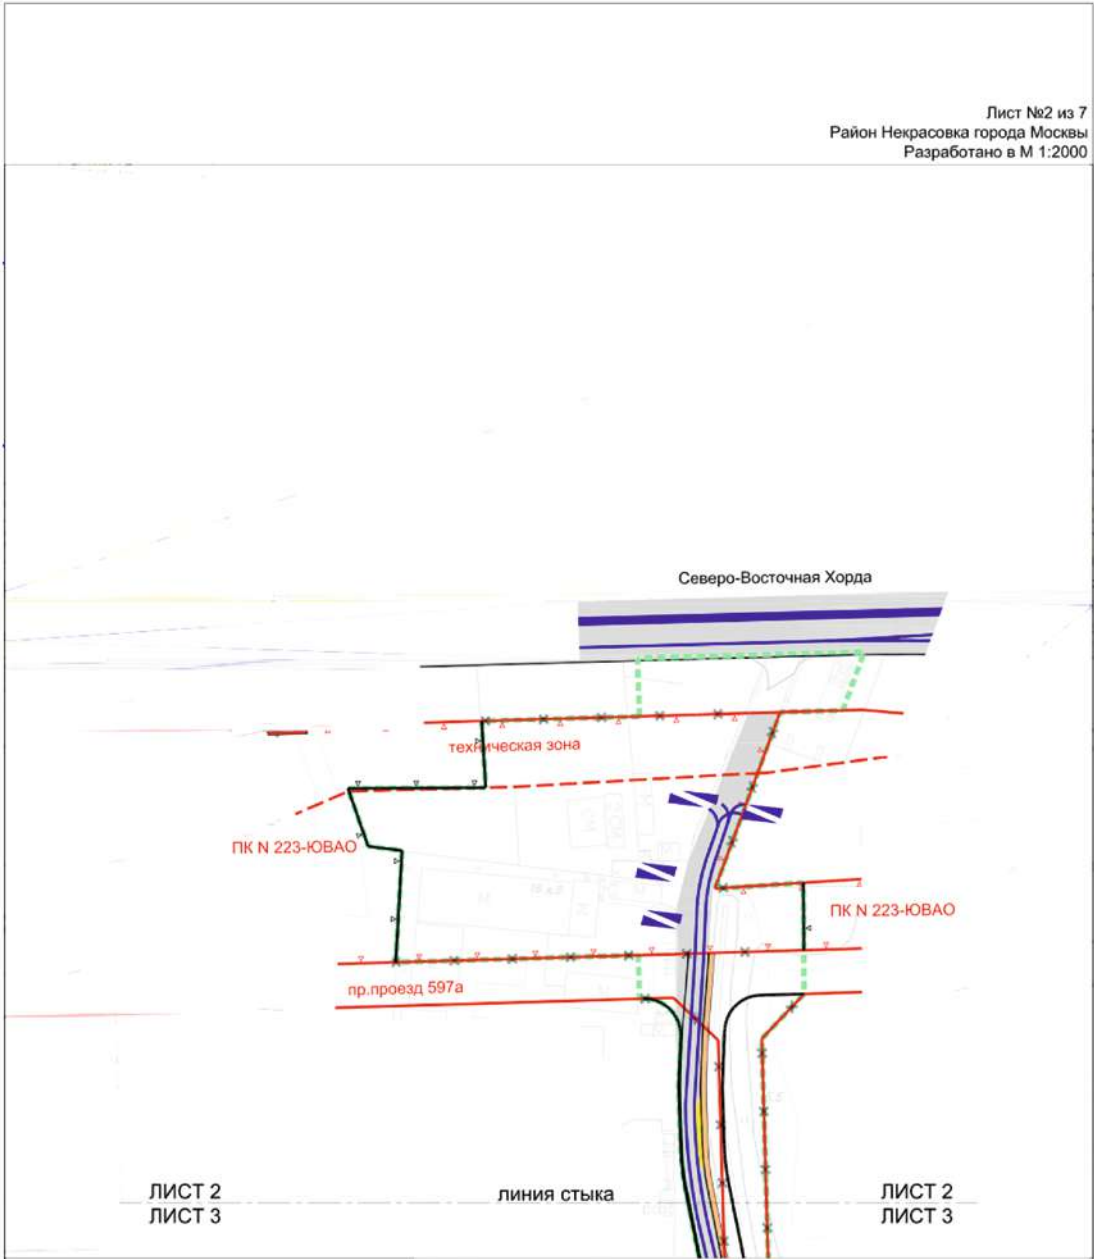 Лист №2 из 7
Район Некрасовка города Москвы
Разработано в М 1:2000
Северо-Восточная Хорда
техническая зона
ПК N 223-ЮВАО
ПК N 223-ЮВАО
пр.проезд 597а
ЛИСТ 2
линия стыка
ЛИСТ 2
ЛИСТ 3
ЛИСТ 3